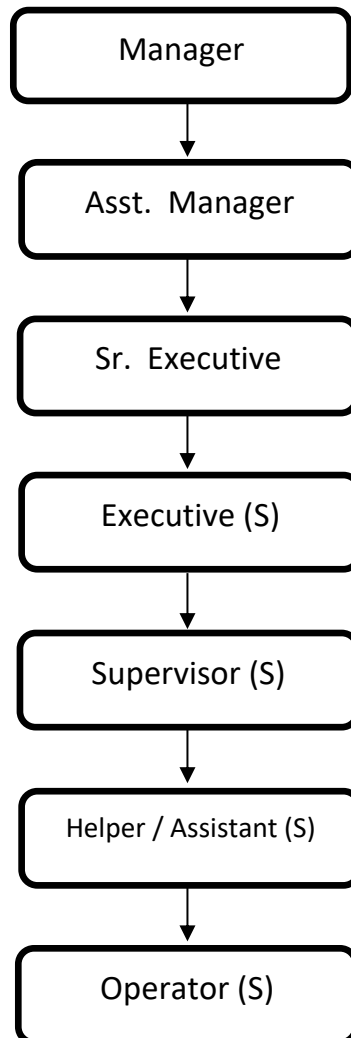 Manager
Asst. Manager
Sr. Executive
Executive (S)
Supervisor (S)
Helper / Assistant (S)
Operator (S)